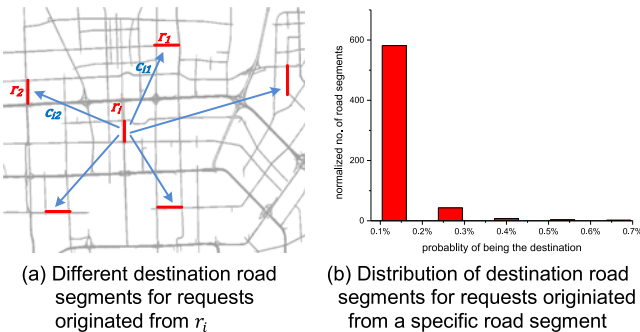 r1
ci1
r2
ci2
ri
normalized no. of road segments
600
400
200
0
0.1% 0.2% 0.3% 0.4% 0.5% 0.6% 0.7%
probablity of being the destination
(a) Different destination road
segments for requests
originated from ri
(b) Distribution of destination road
segments for requests originiated
from a specific road segment